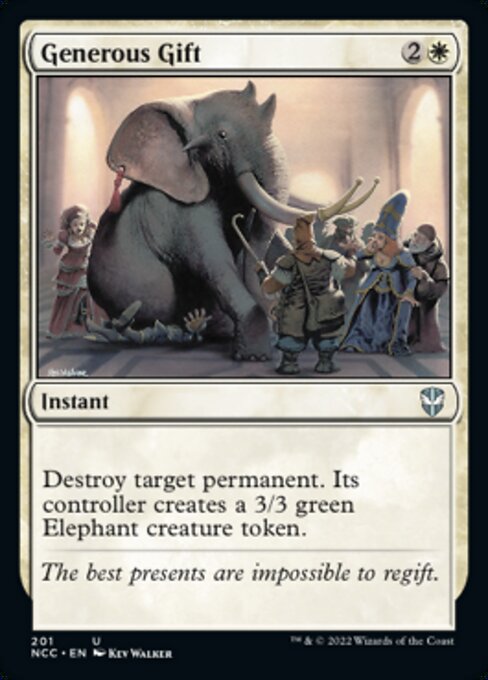 Generous Gift 2
Instant
Destroy target permanent. Its
controller creates a 3/3 green
Elephant creature token.
The best presents are impossible to regift.
201 U
NCC • EN Kev Walker
™ & © 2022 Wizards of the Coast